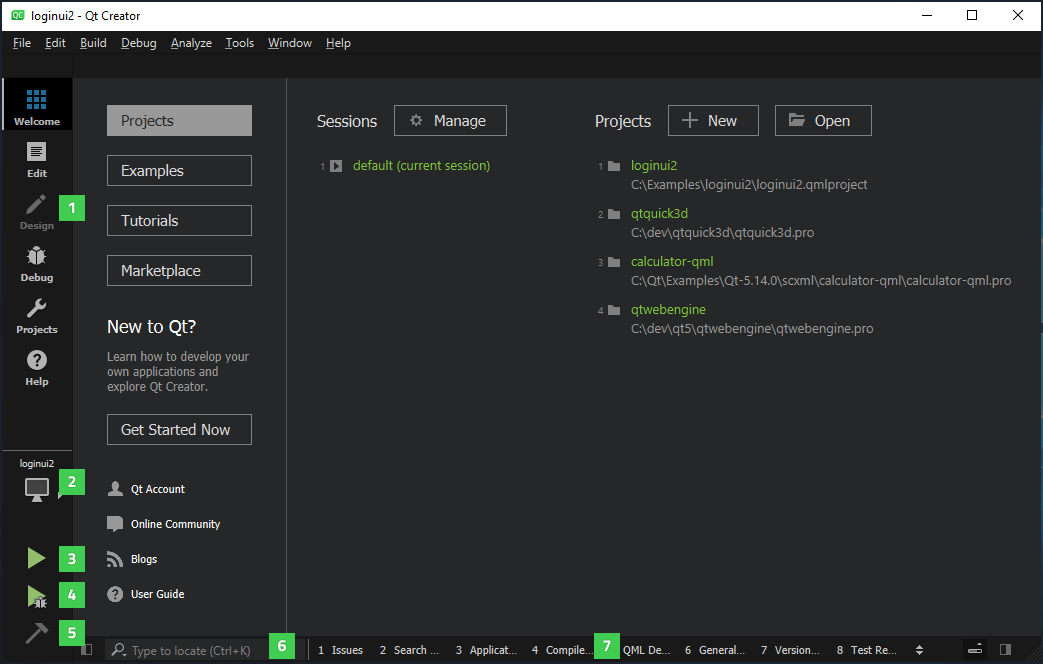 loginui2 - Qt Creator
File Edit Build Debug Analyze Tools Window Help
Welcome
Edit
Design
1
Debug
Projects
Help
loginui2
2
3
4
5
Projects
Examples
Tutorials
Marketplace
New to Qt?
Learn how to develop your
own applications and
explore Qt Creator.
Get Started Now
Qt Account
Online Community
Blogs
User Guide
Sessions Manage
1 default (current session)
Projects New Open
1 loginui2
C:\Examples\loginui2\loginui2.qmlproject
2 qtquick3d
C:\dev\qtquick3d\qtquick3d.pro
3 calculator-qml
C:\Qt\Examples\Qt-5.14.0\scxml\calculator-qml\calculator-qml.pro
4 qtwebengine
C:\dev\qt5\qtwebengine\qtwebengine.pro
Type to locate (Ctrl+K) 6 1 Issues 2 Search ... 3 Applicat... 4 Compile... 7 QML De... 6 General... 7 Version... 8 Test Re...